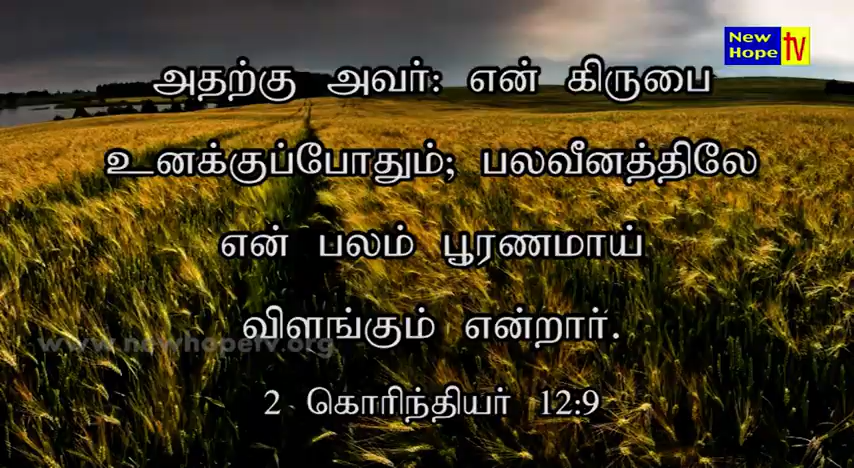 New
Hope tv
அதற்கு அவர்: என் கிருபை
உனக்குப்போதும்; பலவீனத்திலே
என் பலம் பூரணமாய்
விளங்கும் என்றார்.
www.newhopetv.org
2 கொரிந்தியர் 12:9